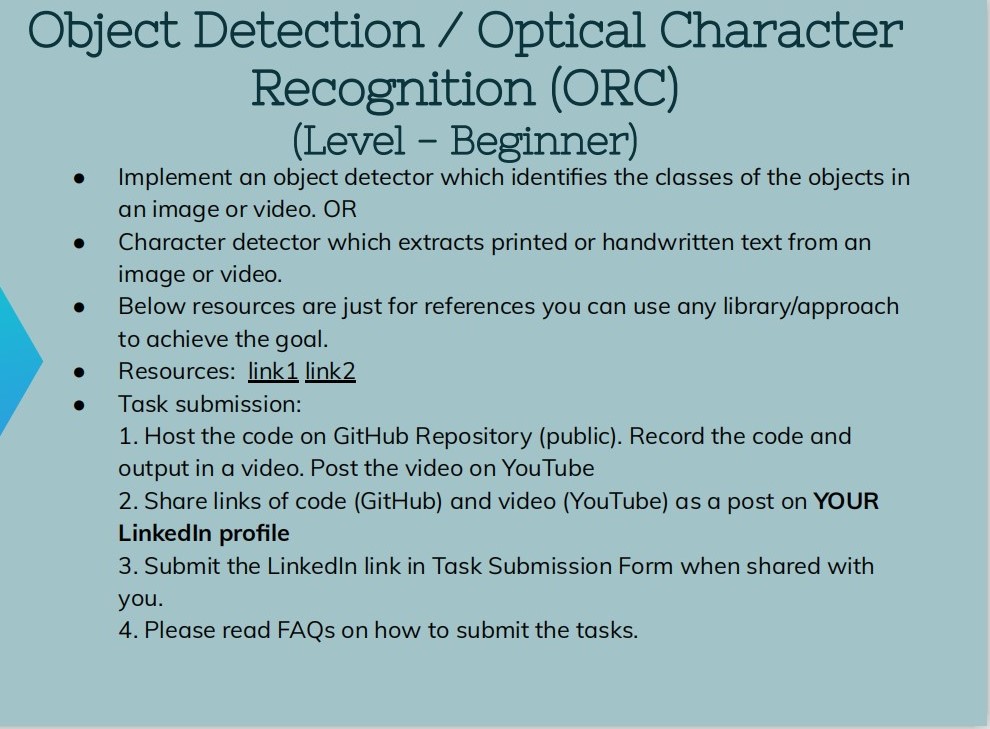 Object Detection / Optical Character
Recognition (ORC)
(Level – Beginner)
● Implement an object detector which identifies the classes of the objects in
an image or video. OR
● Character detector which extracts printed or handwritten text from an
image or video.
● Below resources are just for references you can use any library/approach
to achieve the goal.
● Resources: link1 link2
● Task submission:
1. Host the code on GitHub Repository (public). Record the code and
output in a video. Post the video on YouTube
2. Share links of code (GitHub) and video (YouTube) as a post on YOUR
LinkedIn profile
3. Submit the LinkedIn link in Task Submission Form when shared with
you.
4. Please read FAQs on how to submit the tasks.